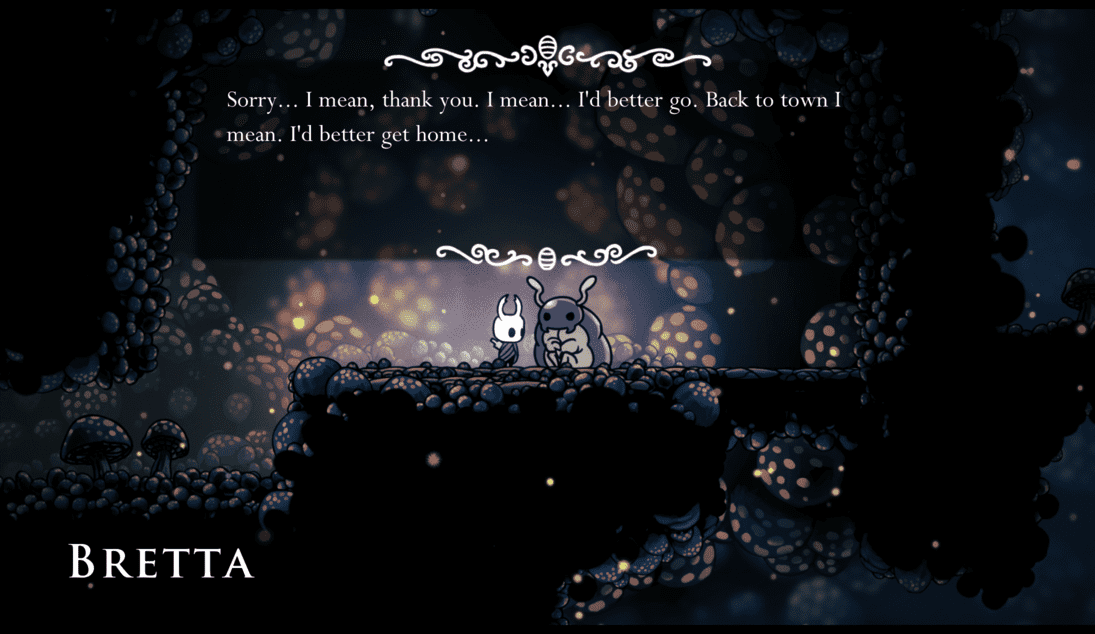 Sorry... I mean, thank you. I mean... I'd better go. Back to town I
mean. I'd better get home...
BRETTA